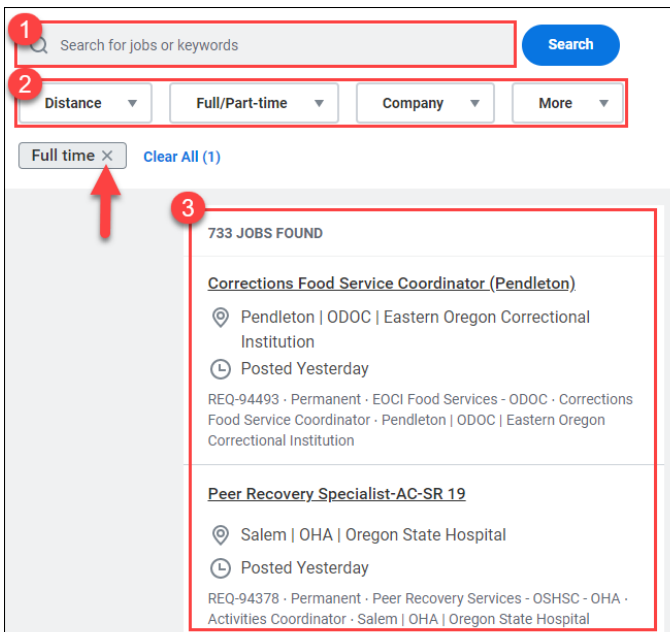 1
Search for jobs or keywords
Search
2
Distance
Full/Part-time
Company
More
Full time
Clear All (1)
3
733 JOBS FOUND
Corrections Food Service Coordinator (Pendleton)
Pendleton | ODOC | Eastern Oregon Correctional
Institution
Posted Yesterday
REQ-94493 · Permanent · EOCI Food Services - ODOC · Corrections
Food Service Coordinator · Pendleton | ODOC | Eastern Oregon
Correctional Institution
Peer Recovery Specialist-AC-SR 19
Salem | OHA | Oregon State Hospital
Posted Yesterday
REQ-94378 · Permanent · Peer Recovery Services - OSHSC - OHA ·
Activities Coordinator · Salem | OHA | Oregon State Hospital